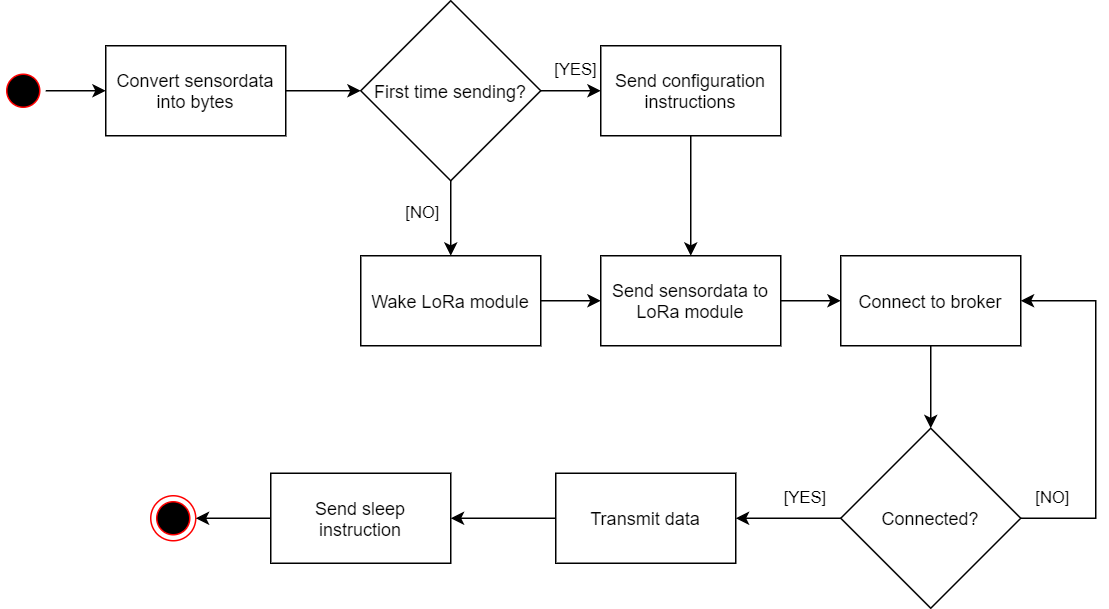 Convert sensordata
into bytes
First time sending?
[YES]
Send configuration
instructions
[NO]
Wake LoRa module
Send sensordata to
LoRa module
Connect to broker
Connected?
[NO]
[YES]
Transmit data
Send sleep
instruction